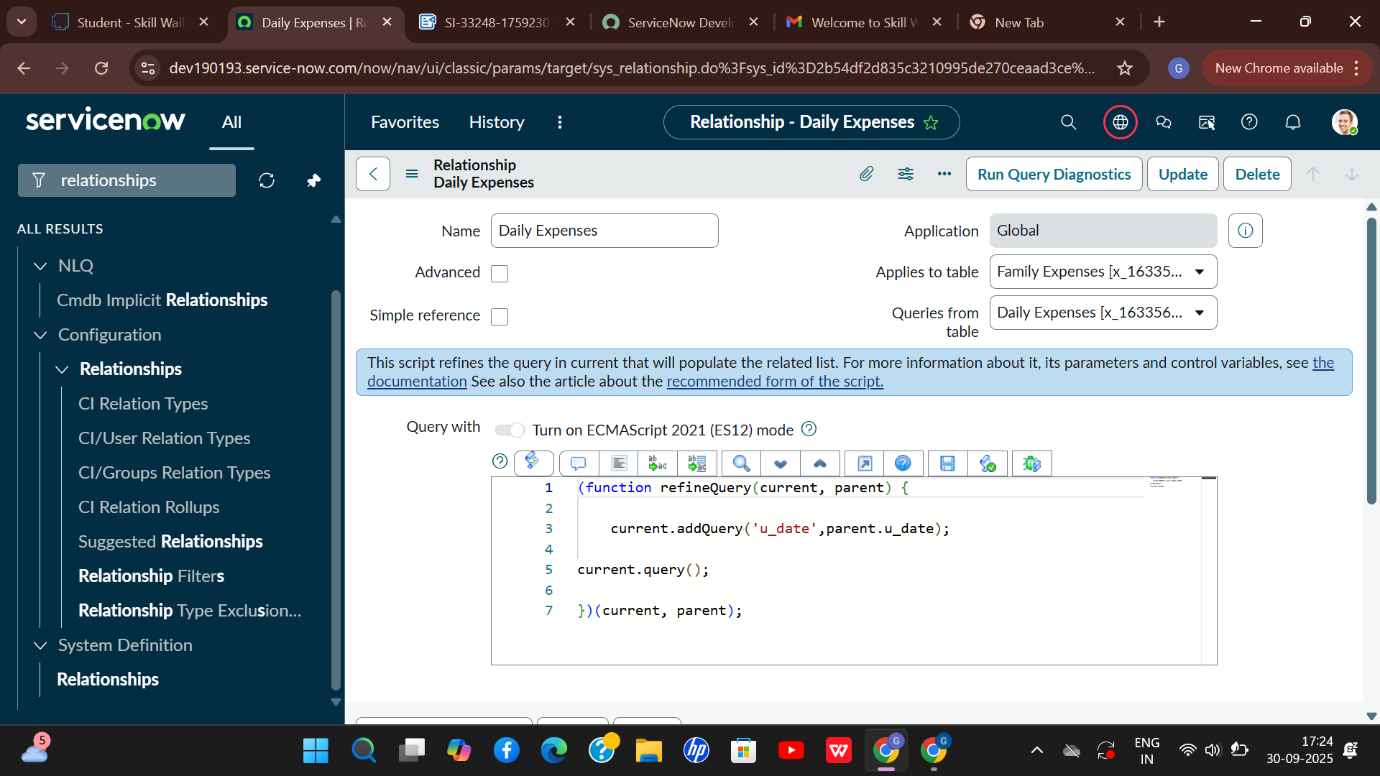 Student - Skill Wall
Daily Expenses | Re
SI-33248-1759230
ServiceNow Devel
Welcome to Skill W
New Tab
dev190193.service-now.com/now/nav/ui/classic/params/target/sys_relationship.do%3Fsys_id%3D2b54df2d835c3210995de270ceaad3ce%...
G
New Chrome available
servicenow
All
Favorites
History
Relationship - Daily Expenses
relationships
Relationship
Daily Expenses
Run Query Diagnostics
Update
Delete
ALL RESULTS
NLQ
Cmdb Implicit Relationships
Configuration
Relationships
CI Relation Types
CI/User Relation Types
CI/Groups Relation Types
CI Relation Rollups
Suggested Relationships
Relationship Filters
Relationship Type Exclusion...
System Definition
Relationships
Name
Daily Expenses
Application
Global
Advanced
Applies to table
Family Expenses [x_16335...
Simple reference
Queries from
table
Daily Expenses [x_163356...
This script refines the query in current that will populate the related list. For more information about it, its parameters and control variables, see the
documentation See also the article about the recommended form of the script.
Query with
Turn on ECMAScript 2021 (ES12) mode
1 (function refineQuery(current, parent) {
2
3 current.addQuery('u_date',parent.u_date);
4
5 current.query();
6
7 })(current, parent);
5
ENG
IN
17:24
30-09-2025